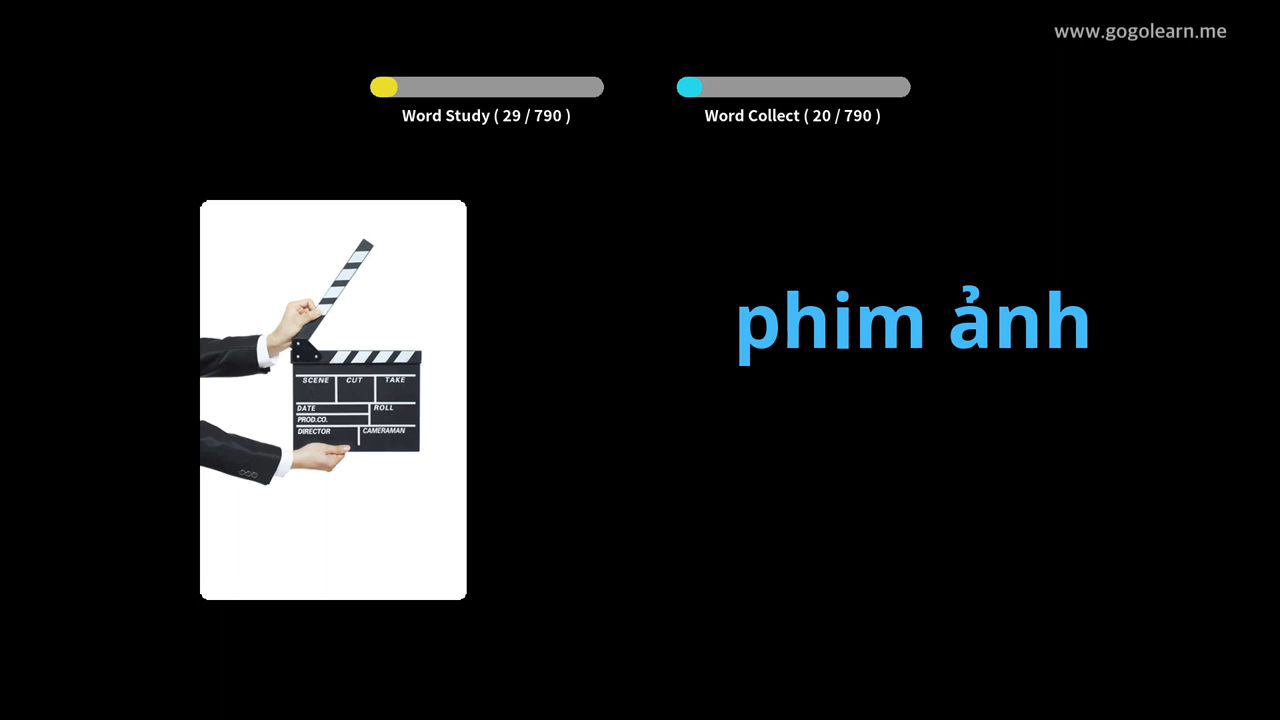 www.gogolearn.me
Word Study ( 29 / 790 )
Word Collect ( 20 / 790 )
phim ảnh
SCENE CUT TAKE
DATE ROLL
PROD.CO.
DIRECTOR CAMERAMAN